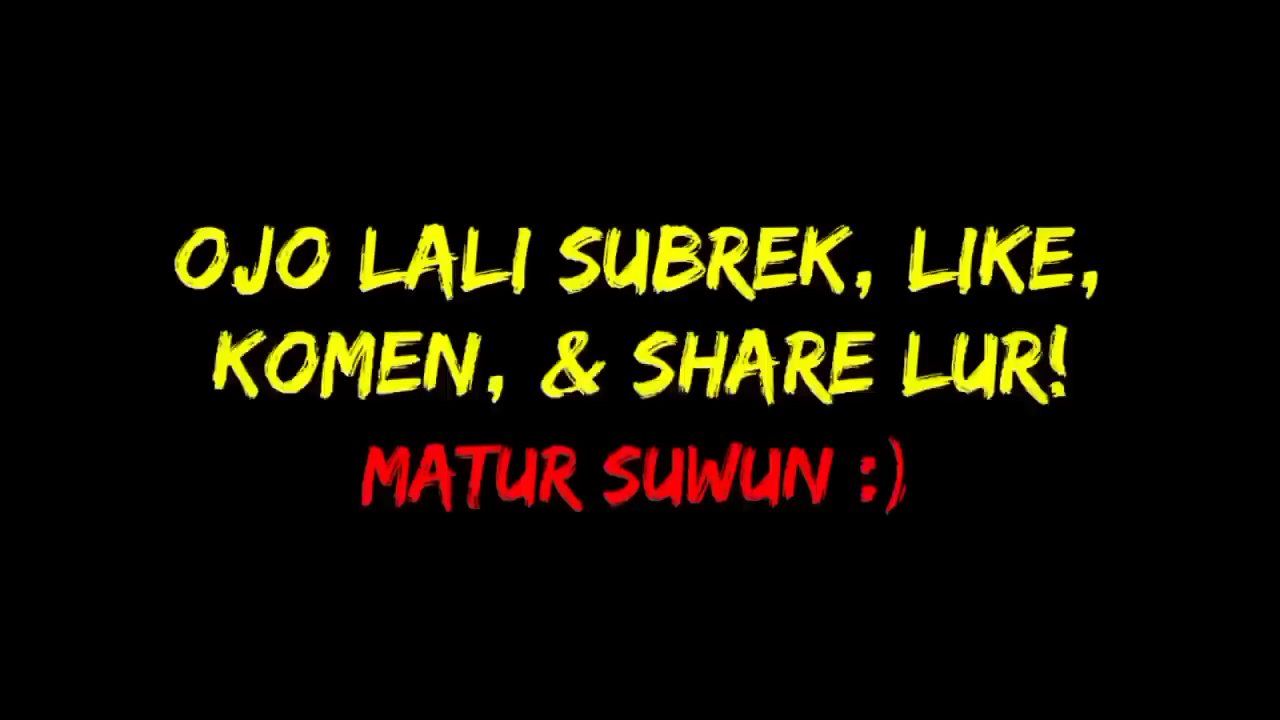 OJO LALI SUBREK, LIKE,
KOMEN, & SHARE LUR!
MATUR SUWUN :)